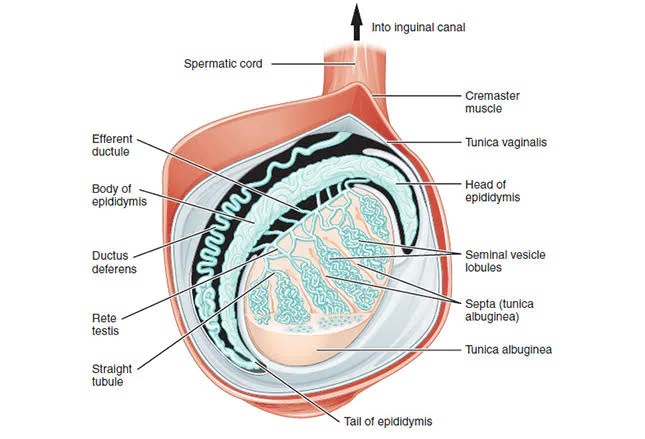 Into inguinal canal
Spermatic cord
Cremaster
muscle
Tunica vaginalis
Efferent
ductule
Body of
epididymis
Head of
epididymis
Ductus
deferens
Seminal vesicle
lobules
Rete
testis
Septa (tunica
albuginea)
Straight
tubule
Tunica albuginea
Tail of epididymis